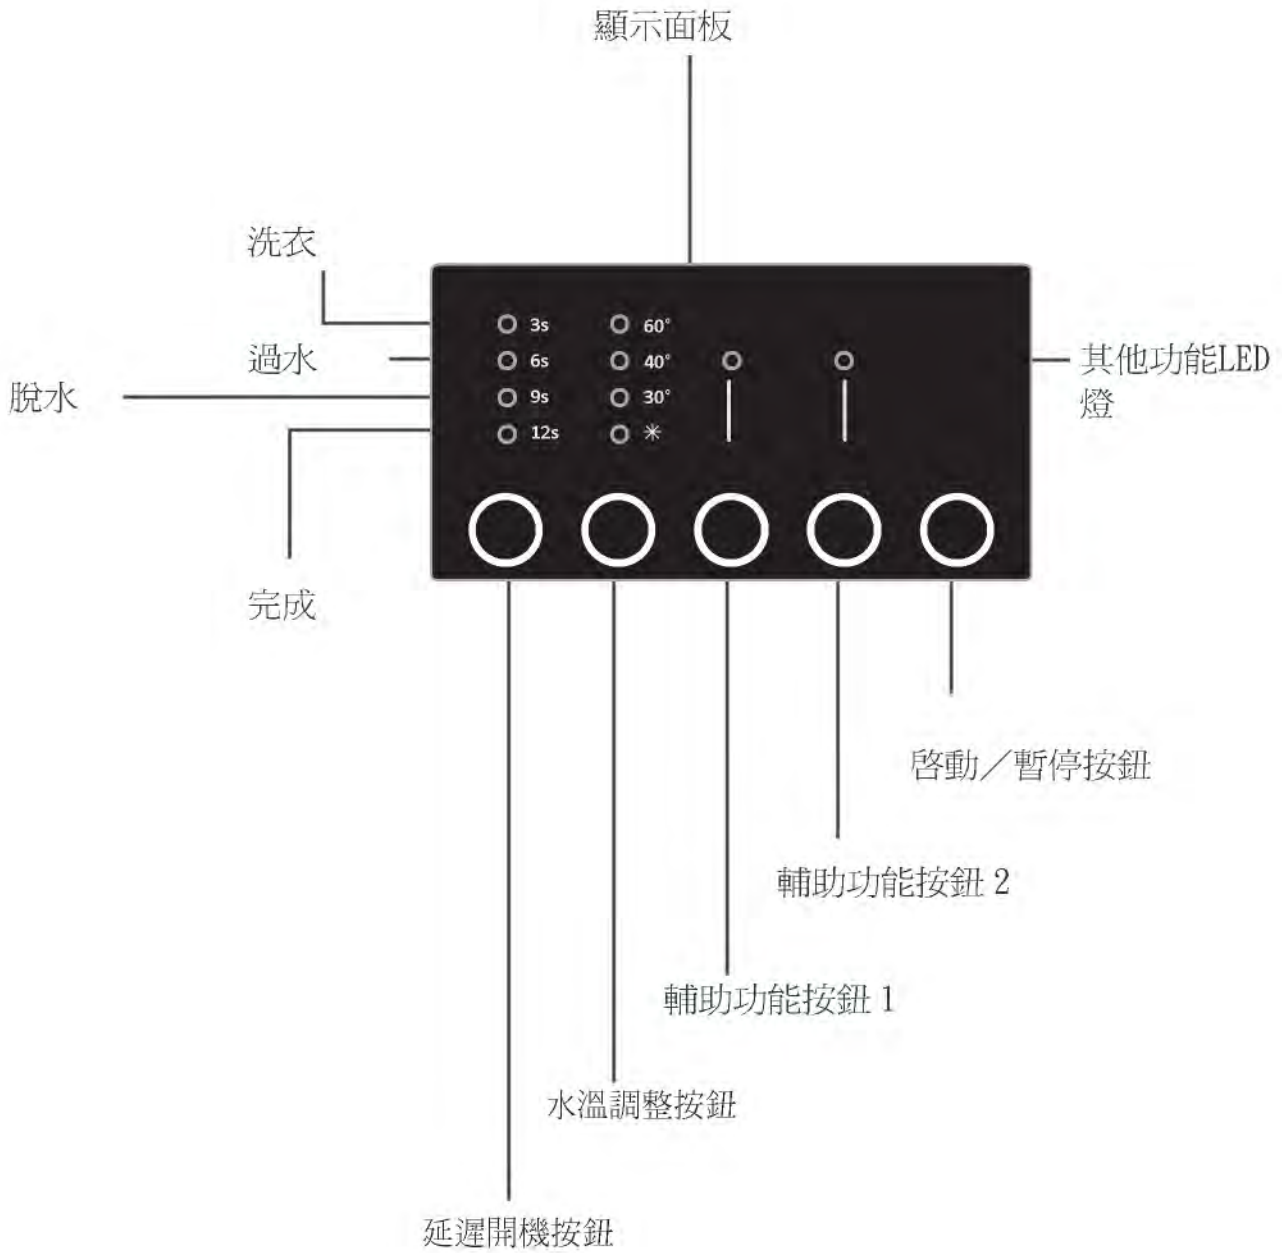 顯示面板
洗衣
過水
脫水
完成
3s 60°
6s 40°
9s 30°
12s
其他功能LED
燈
啓動／暫停按鈕
輔助功能按鈕 2
輔助功能按鈕 1
水溫調整按鈕
延遲開機按鈕